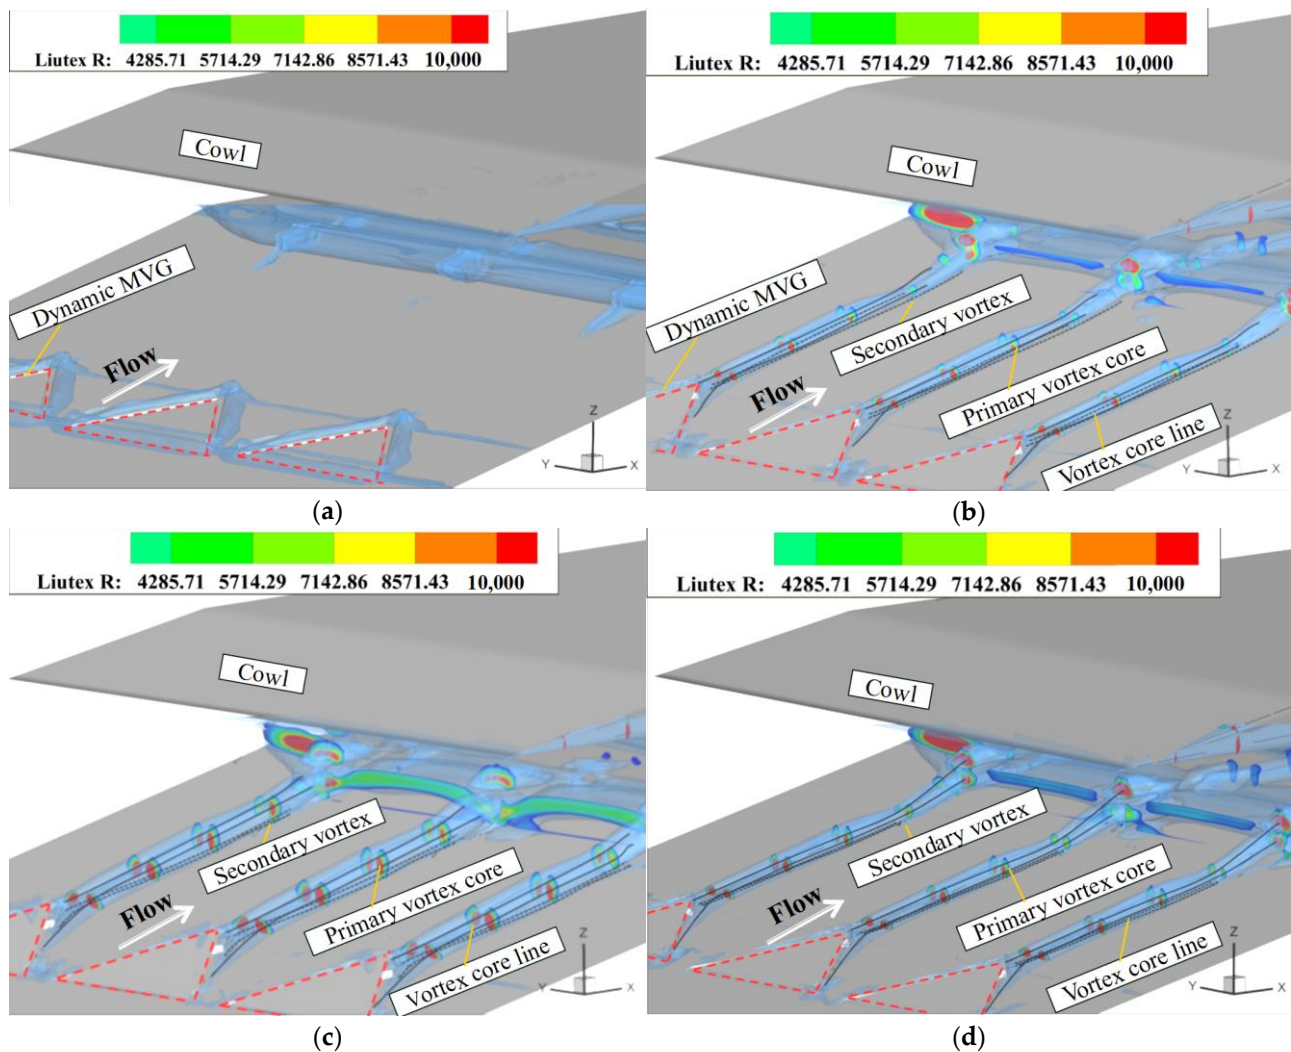 Liutex R: 4285.71 5714.29 7142.86 8571.43 10,000
Cowl
Dynamic MVG
Flow
Z
Y
X
(a)
Liutex R: 4285.71 5714.29 7142.86 8571.43 10,000
Cowl
Dynamic MVG
Secondary vortex
Flow
Primary vortex core
Vortex core line
Z
Y
X
(b)
Liutex R: 4285.71 5714.29 7142.86 8571.43 10,000
Cowl
Secondary vortex
Flow
Primary vortex core
Vortex core line
Z
Y
X
(c)
Liutex R: 4285.71 5714.29 7142.86 8571.43 10,000
Cowl
Secondary vortex
Flow
Primary vortex core
Vortex core line
Z
Y
X
(d)